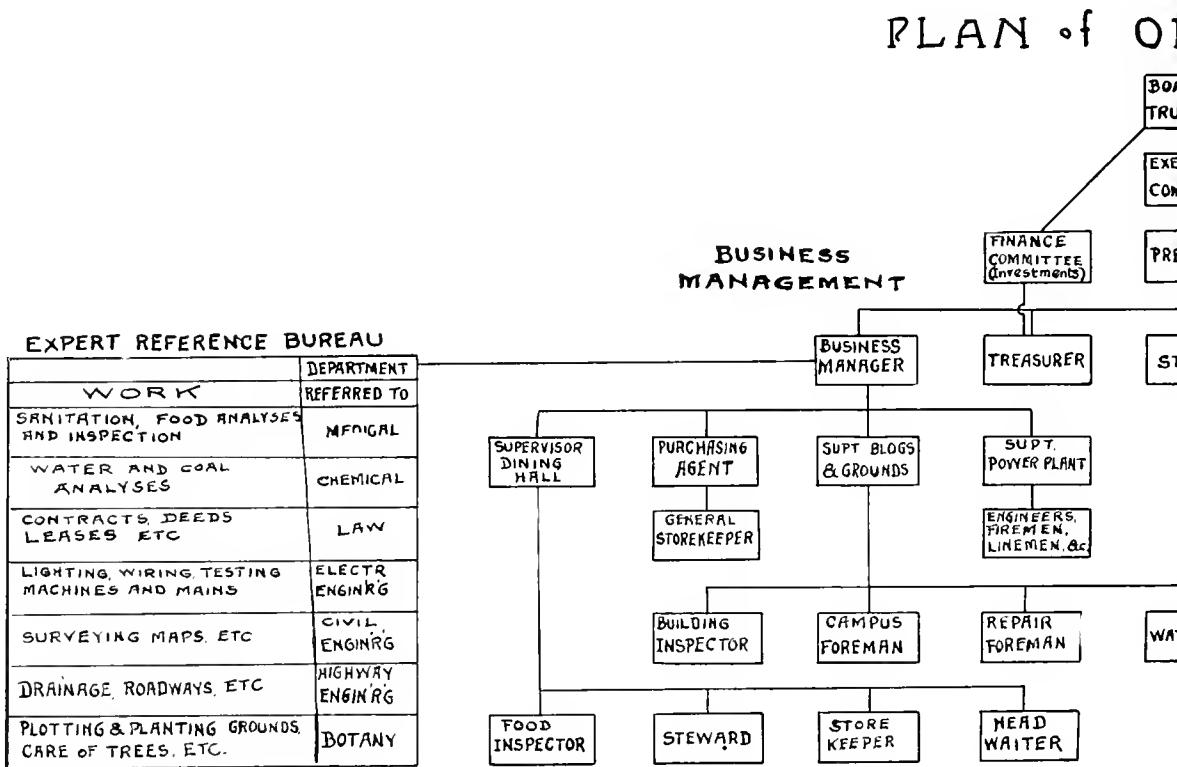 PLAN of
BUSINESS
MANAGEMENT
FINANCE
COMMITTEE
(Investments)
EXPERT REFERENCE BUREAU
DEPARTMENT
WORK
REFERRED TO
SANITATION, FOOD ANALYSES
AND INSPECTION
MEDICAL
WATER AND COAL
ANALYSES
CHEMICAL
CONTRACTS, DEEDS
LEASES ETC
LAW
LIGHTING, WIRING, TESTING
MACHINES AND MAINS
ELECTR
ENGINRG
SURVEYING MAPS, ETC
CIVIL
ENGIN'RG
DRAINAGE, ROADWAYS, ETC
HIGHWAY
ENGIN'R'G
PLOTTING & PLANTING GROUNDS,
CARE OF TREES, ETC.
BOTANY
BUSINESS
MANAGER
TREASURER
SUPERVISOR
DINING
HALL
PURCHASING
AGENT
SUPT BLDGS
& GROUNDS
SUPT.
POWER PLANT
GENERAL
STOREKEEPER
ENGINEERS,
FIREMEN,
LINEMEN, &c
BUILDING
INSPECTOR
CAMPUS
FOREMAN
REPAIR
FOREMAN
FOOD
INSPECTOR
STEWARD
STORE
KEEPER
HEAD
WAITER